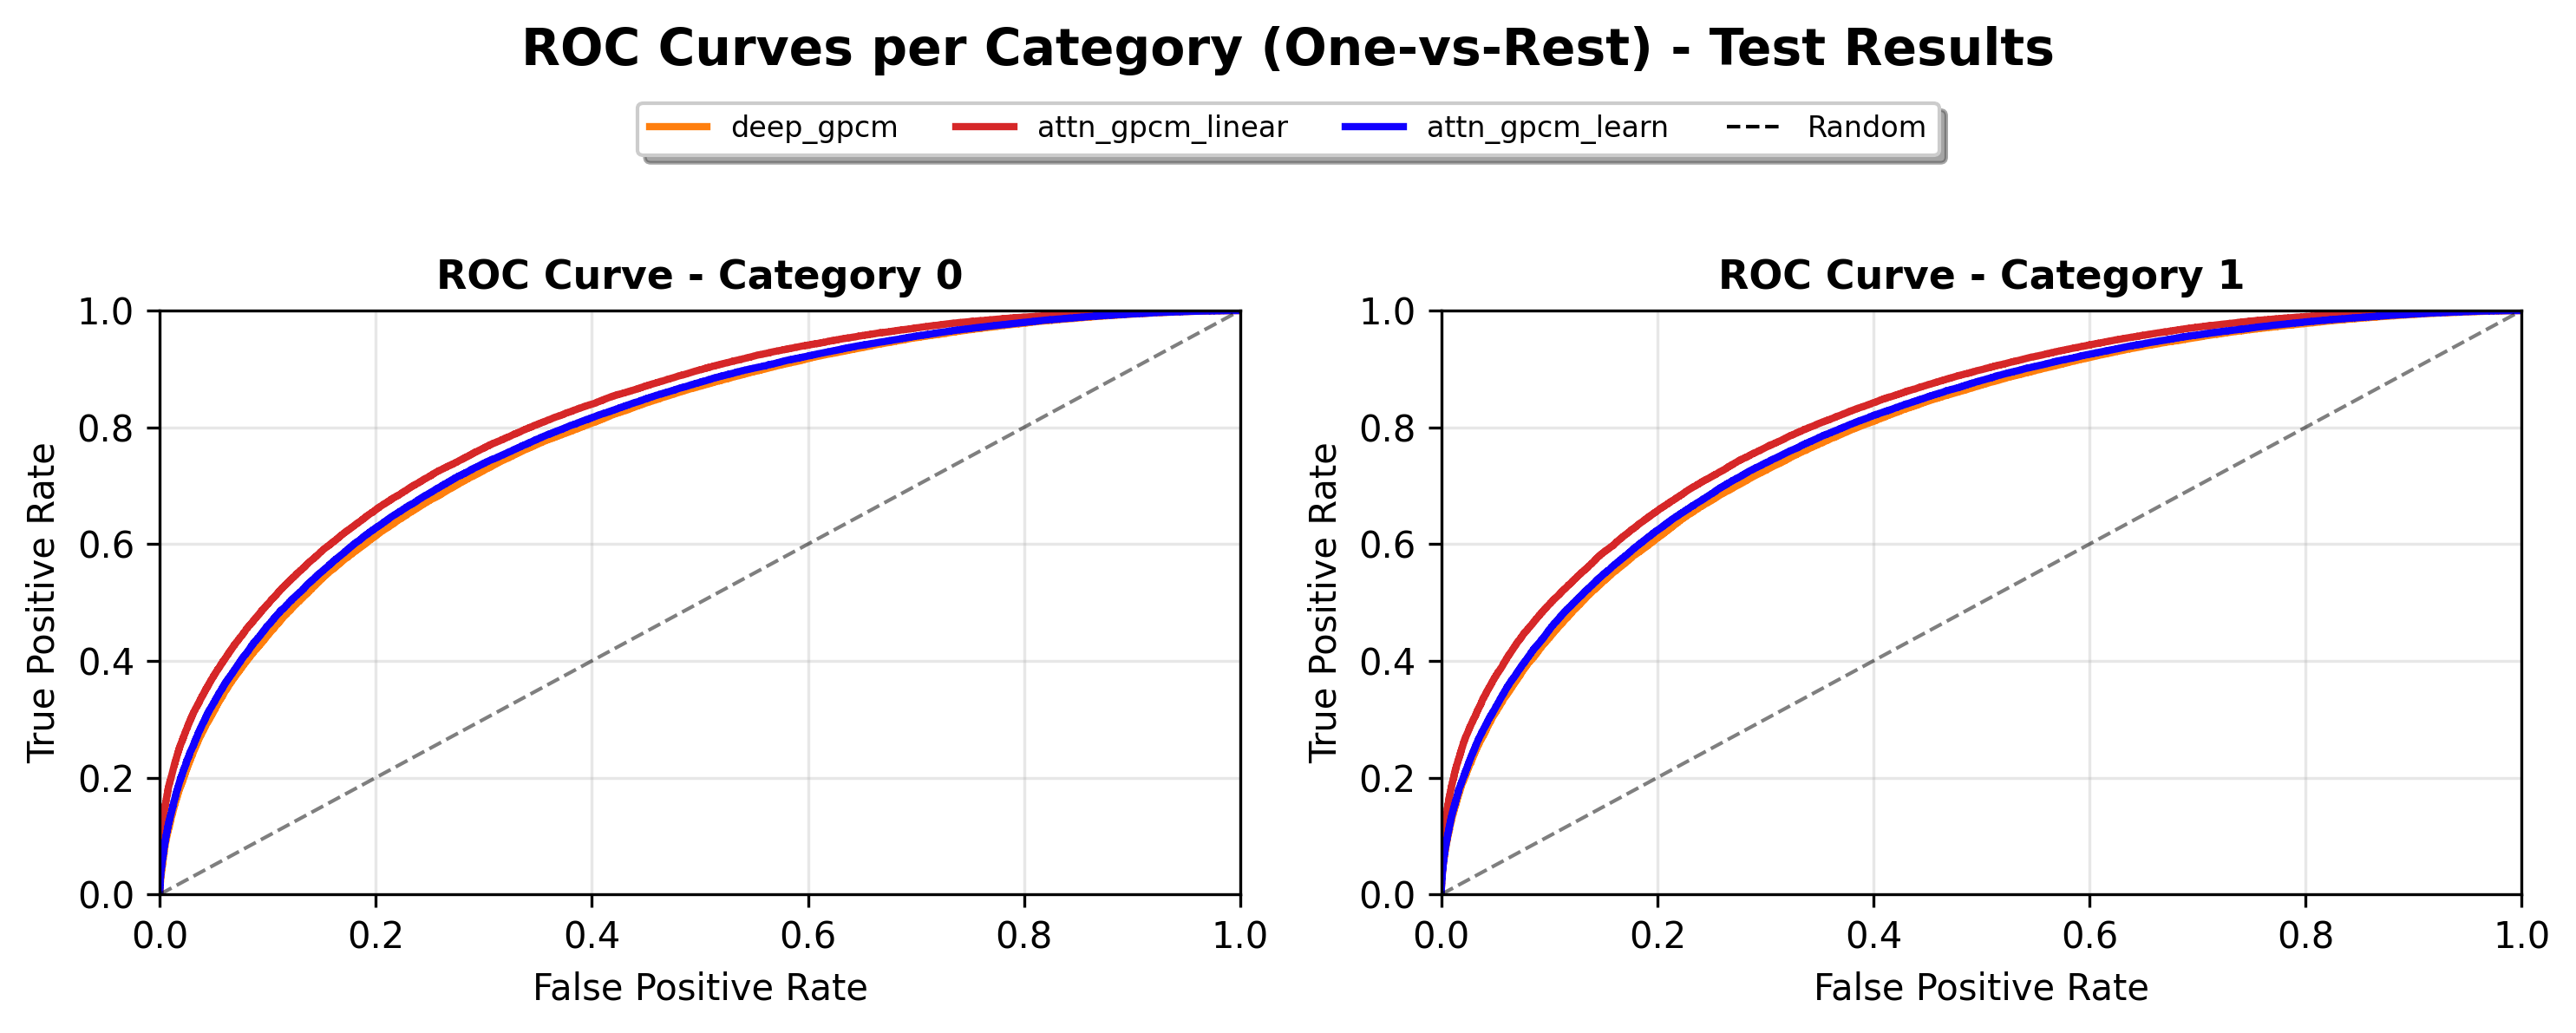 ROC Curves per Category (One-vs-Rest) - Test Results
deep_gpcm attn_gpcm_linear attn_gpcm_learn Random
ROC Curve - Category 0
1.0
0.8
0.6
0.4
0.2
0.0
True Positive Rate
0.0 0.2 0.4 0.6 0.8 1.0
False Positive Rate
ROC Curve - Category 1
1.0
0.8
0.6
0.4
0.2
0.0
True Positive Rate
0.0 0.2 0.4 0.6 0.8 1.0
False Positive Rate